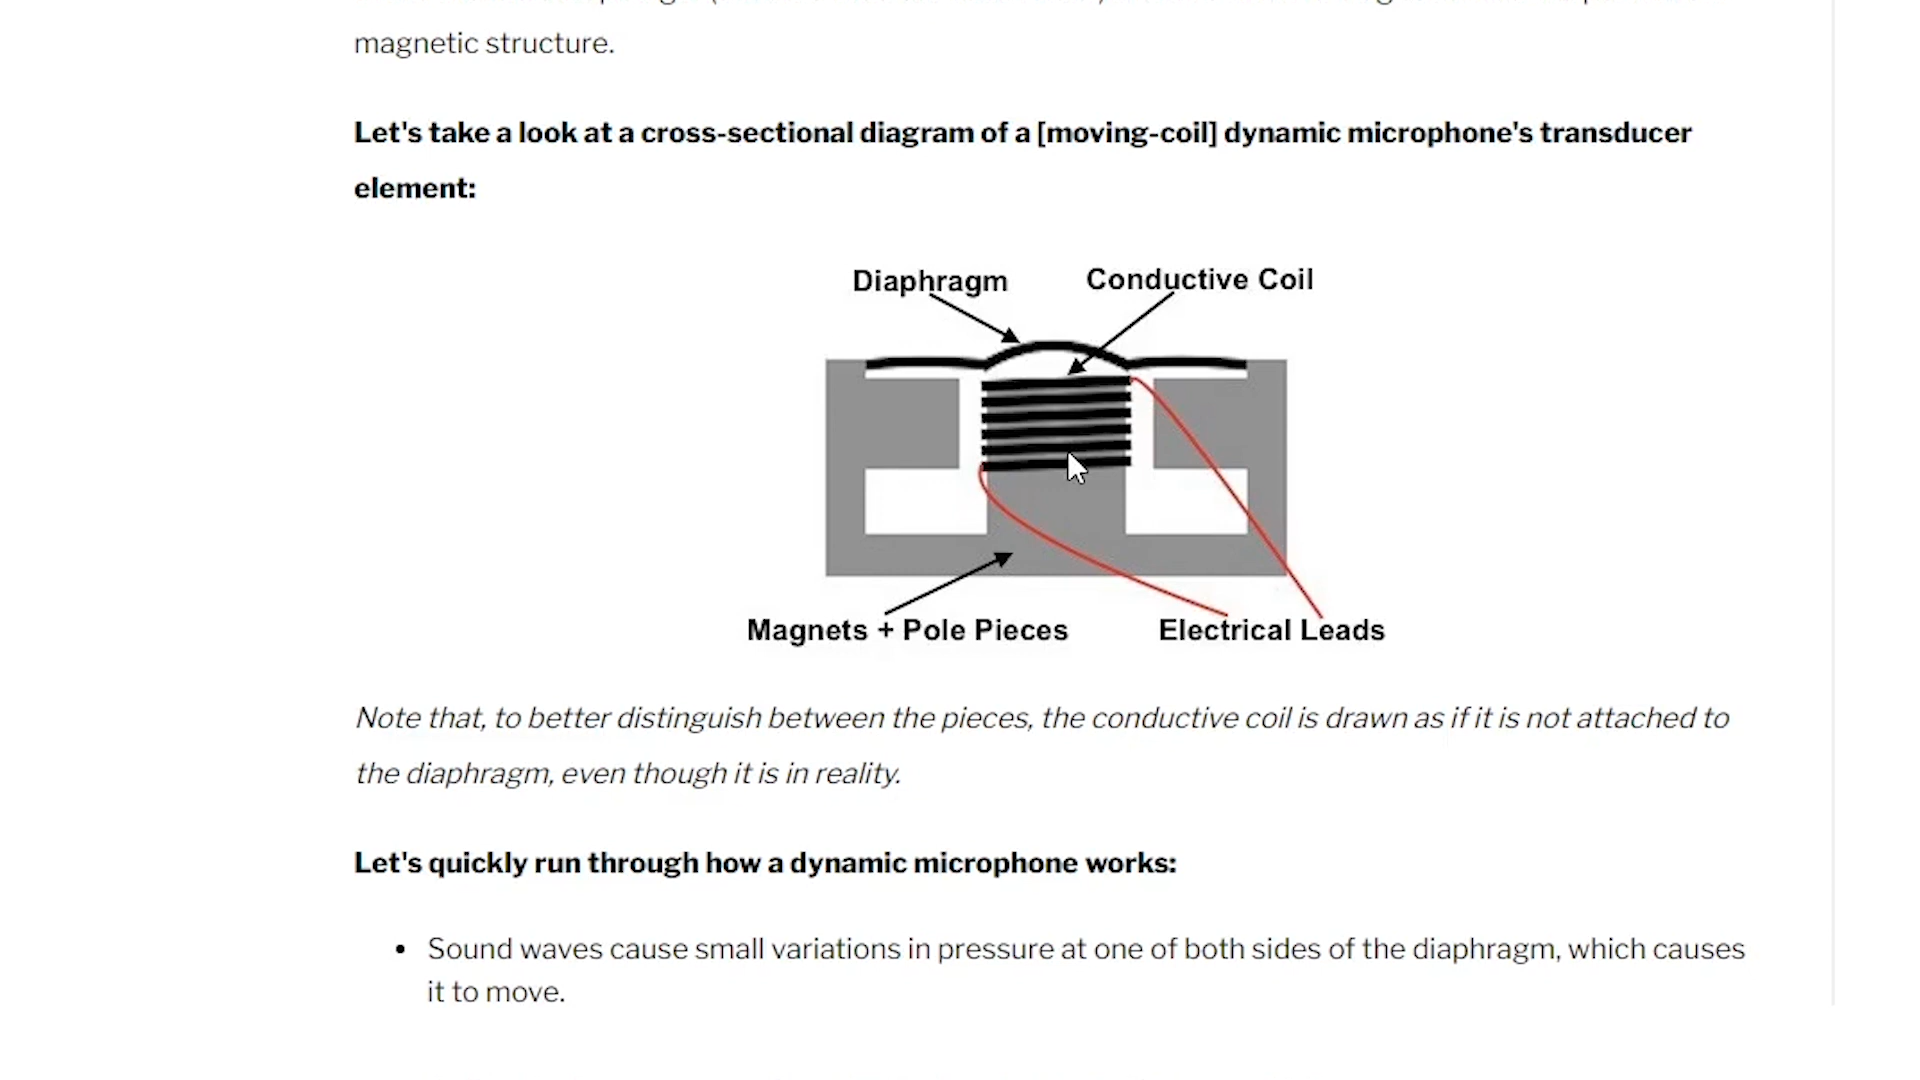 magnetic structure.
Let's take a look at a cross-sectional diagram of a [moving-coil] dynamic microphone's transducer
element:
Diaphragm
Conductive Coil
Magnets + Pole Pieces
Electrical Leads
Note that, to better distinguish between the pieces, the conductive coil is drawn as if it is not attached to
the diaphragm, even though it is in reality.
Let's quickly run through how a dynamic microphone works:
• Sound waves cause small variations in pressure at one of both sides of the diaphragm, which causes
it to move.